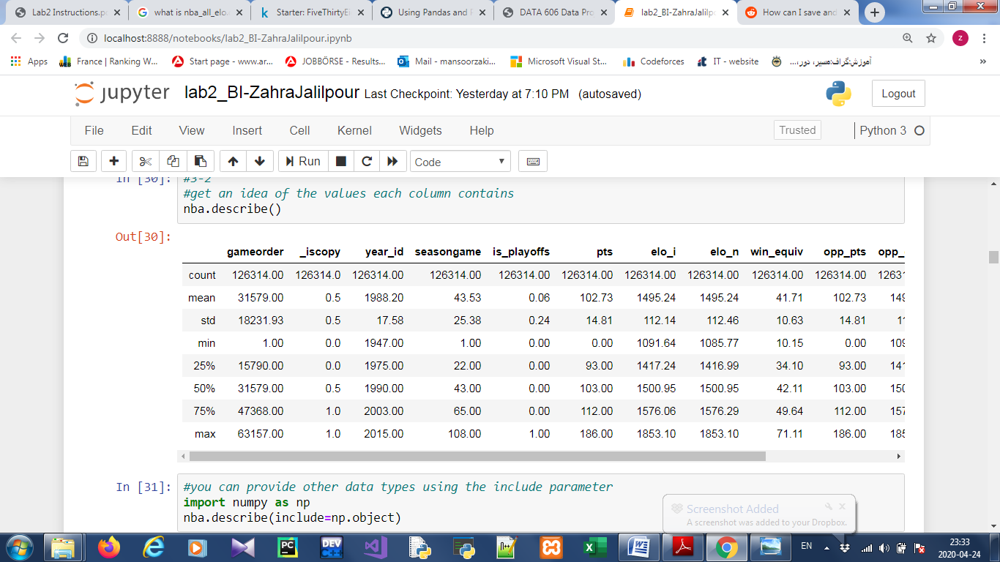 Lab2 Instructions.p
what is nba_all_elo.
Starter: FiveThirtyEi
Using Pandas and
DATA 606 Data Pro
lab2_BI-ZahraJalilp
How can I save and
localhost:8888/notebooks/lab2_BI-ZahraJalilpour.ipynb
z
Apps France | Ranking W... Start page - www.ar... JOBBÖRSE - Results... Mail - mansoorzaki... Microsoft Visual St... Codeforces IT - website آموزش:گراف:مسیر، دور،... »
jupyter lab2_BI-ZahraJalilpour Last Checkpoint: Yesterday at 7:10 PM (autosaved) Logout
File Edit View Insert Cell Kernel Widgets Help Trusted Python 3
Run Code
In [30]: #3-2
#get an idea of the values each column contains
nba.describe()
Out[30]:
gameorder _iscopy year_id seasongame is_playoffs pts elo_i elo_n win_equiv opp_pts opp_
count 126314.00 126314.0 126314.00 126314.00 126314.00 126314.00 126314.00 126314.00 126314.00 126314.00 1263
mean 31579.00 0.5 1988.20 43.53 0.06 102.73 1495.24 1495.24 41.71 102.73 149
std 18231.93 0.5 17.58 25.38 0.24 14.81 112.14 112.46 10.63 14.81 1
min 1.00 0.0 1947.00 1.00 0.00 0.00 1091.64 1085.77 10.15 0.00 109
25% 15790.00 0.0 1975.00 22.00 0.00 93.00 1417.24 1416.99 34.10 93.00 141
50% 31579.00 0.5 1990.00 43.00 0.00 103.00 1500.95 1500.95 42.11 103.00 150
75% 47368.00 1.0 2003.00 65.00 0.00 112.00 1576.06 1576.29 49.64 112.00 157
max 63157.00 1.0 2015.00 108.00 1.00 186.00 1853.10 1853.10 71.11 186.00 185
In [31]: #you can provide other data types using the include parameter
import numpy as np
nba.describe(include=np.object)
Screenshot Added
A screenshot was added to your Dropbox.
EN
23:33
2020-04-24